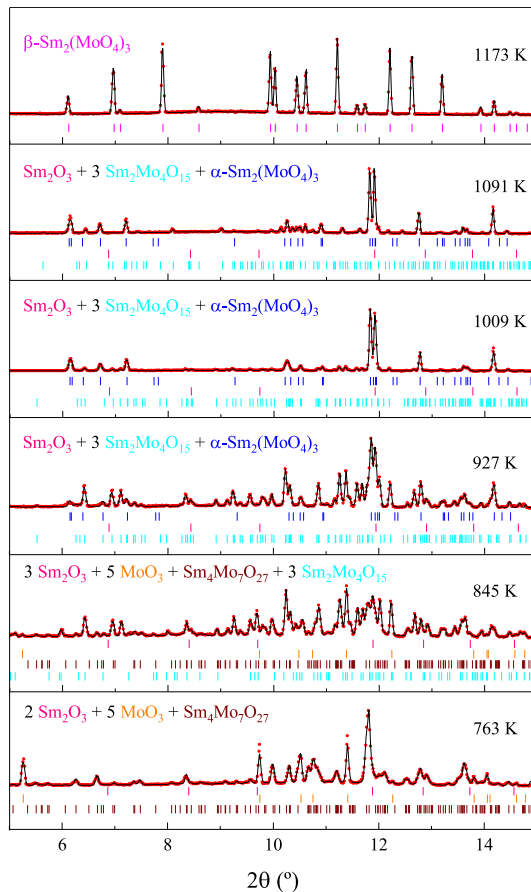 β-Sm₂(MoO₄)₃
1173 K
Sm₂O₃ + 3 Sm₂Mo₄O₁₅ + α-Sm₂(MoO₄)₃
1091 K
Sm₂O₃ + 3 Sm₂Mo₄O₁₅ + α-Sm₂(MoO₄)₃
1009 K
Sm₂O₃ + 3 Sm₂Mo₄O₁₅ + α-Sm₂(MoO₄)₃
927 K
3 Sm₂O₃ + 5 MoO₃ + Sm₄Mo₇O₂₇ + 3 Sm₂Mo₄O₁₅
845 K
2 Sm₂O₃ + 5 MoO₃ + Sm₄Mo₇O₂₇
763 K
6 8 10 12 14
2θ (º)